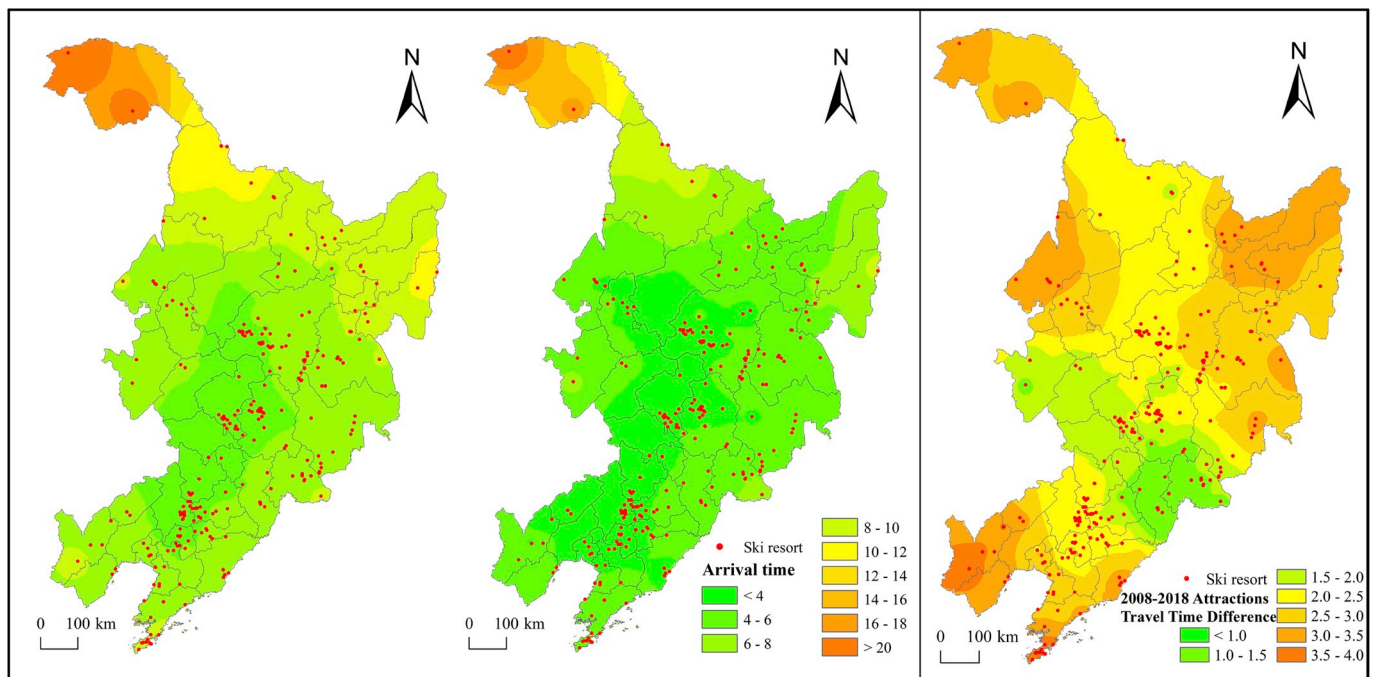 N
N
N
0 100 km
0 100 km
Ski resort
Arrival time
< 4
4 - 6
6 - 8
8 - 10
10 - 12
12 - 14
14 - 16
16 - 18
> 20
0 100 km
Ski resort
2008-2018 Attractions
Travel Time Difference
< 1.0
1.0 - 1.5
1.5 - 2.0
2.0 - 2.5
2.5 - 3.0
3.0 - 3.5
3.5 - 4.0